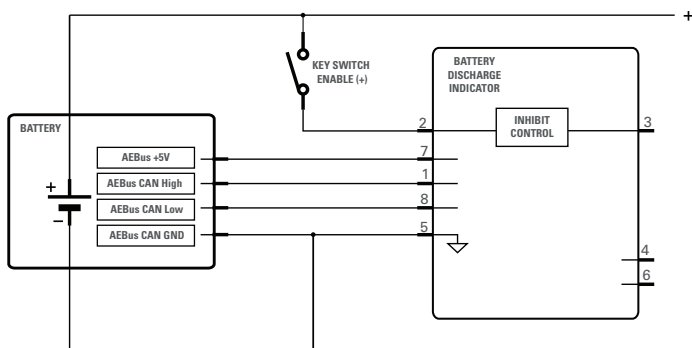 +
KEY SWITCH
ENABLE (+)
BATTERY
DISCHARGE
INDICATOR
BATTERY
2
INHIBIT
CONTROL
3
AEBus +5V
7
AEBus CAN High
1
+
AEBus CAN Low
8
–
AEBus CAN GND
5
4
6